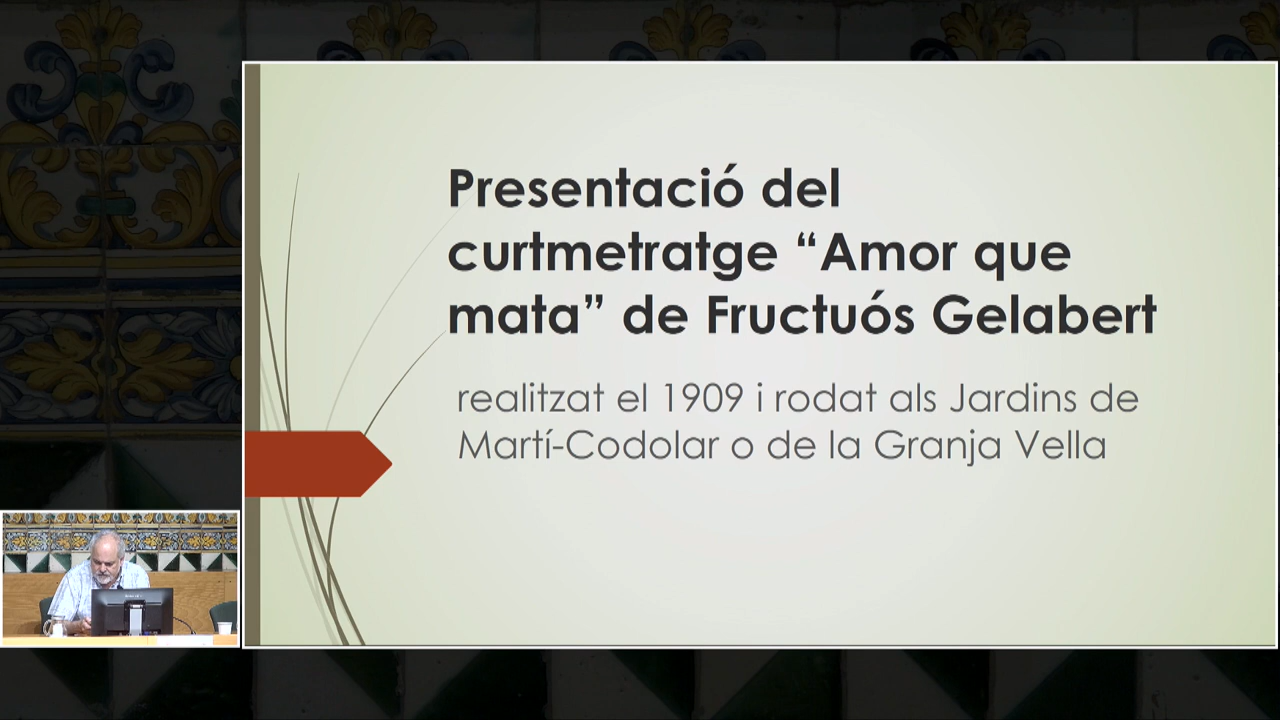 Presentació del
curtmetratge “Amor que
mata” de Fructuós Gelabert
realitzat el 1909 i rodat als Jardins de
Martí-Codolar o de la Granja Vella